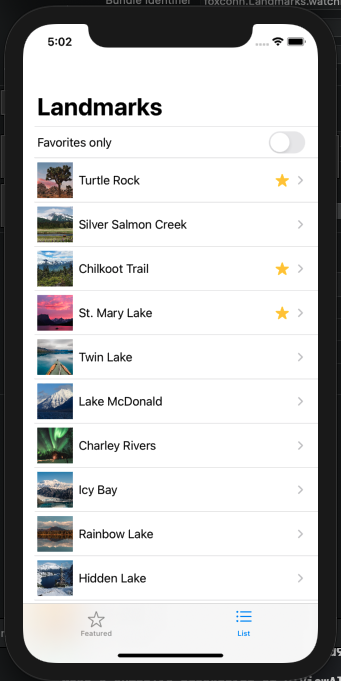 Bundle Identifier foxconn.Landmarks.watch
5:02
Landmarks
Favorites only
Turtle Rock
Silver Salmon Creek
Chilkoot Trail
St. Mary Lake
Twin Lake
Lake McDonald
Charley Rivers
Icy Bay
Rainbow Lake
Hidden Lake
Featured
List